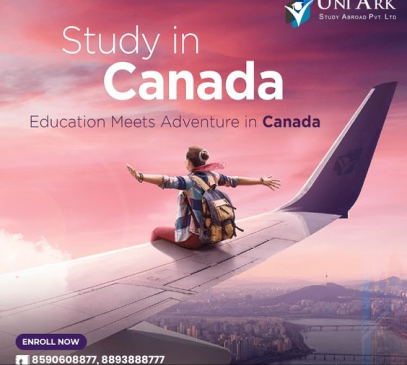 UNI ARK
STUDY ABROAD PVT. LTD
Study in
Canada
Education Meets Adventure in Canada
ENROLL NOW
8590608877, 8893888777